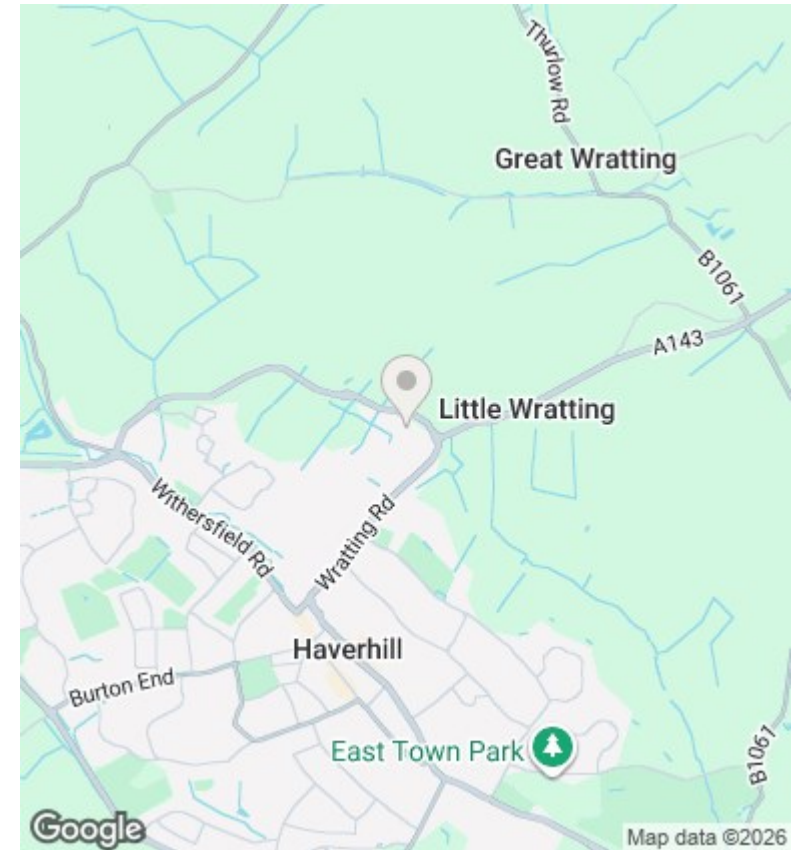 Thurlow Rd
Great Wratting
B1061
A143
Little Wratting
Withersfield Rd
Wratting Rd
Haverhill
Burton End
East Town Park
B1061
Google
Map data ©2026